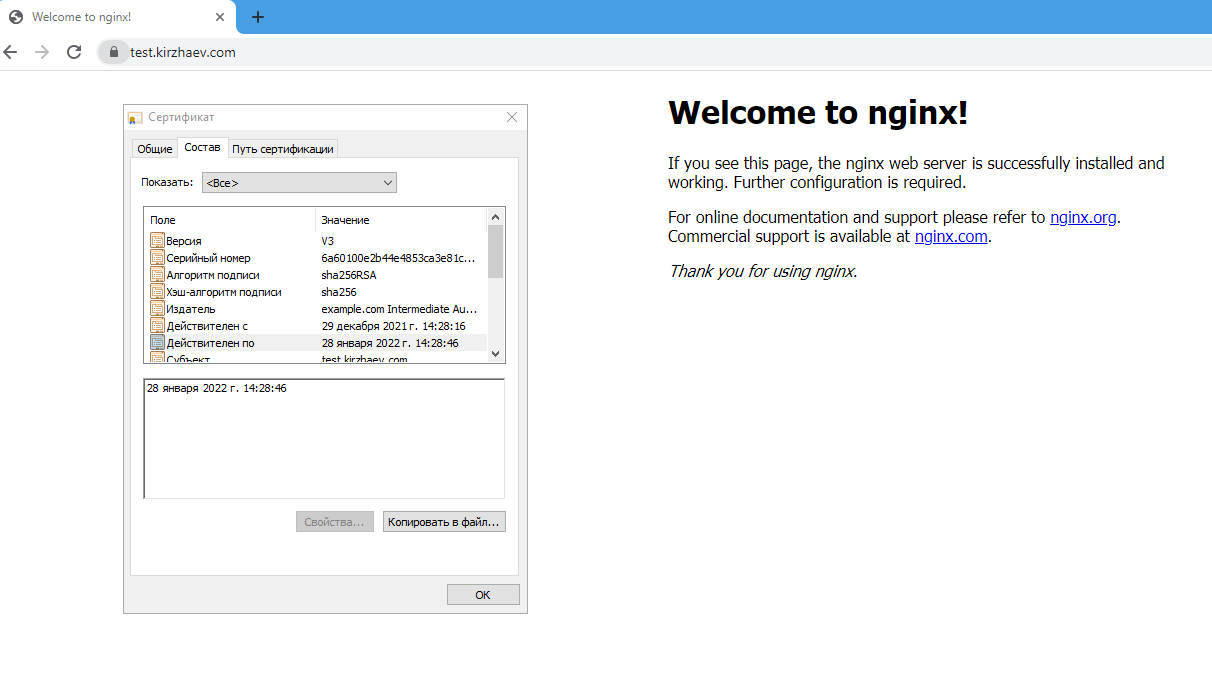 Welcome to nginx!
test.kirzhaev.com
Сертификат
Общие Состав Путь сертификации
Показать: <Все>
Поле Значение
Версия V3
Серийный номер 6a60100e2b44e4853ca3e81c...
Алгоритм подписи sha256RSA
Хэш-алгоритм подписи sha256
Издатель example.com Intermediate Au...
Действителен с 29 декабря 2021 г. 14:28:16
Действителен по 28 января 2022 г. 14:28:46
Субъект test.kirzhaev.com
28 января 2022 г. 14:28:46
Свойства... Копировать в файл...
OK
Welcome to nginx!
If you see this page, the nginx web server is successfully installed and
working. Further configuration is required.
For online documentation and support please refer to nginx.org.
Commercial support is available at nginx.com.
Thank you for using nginx.